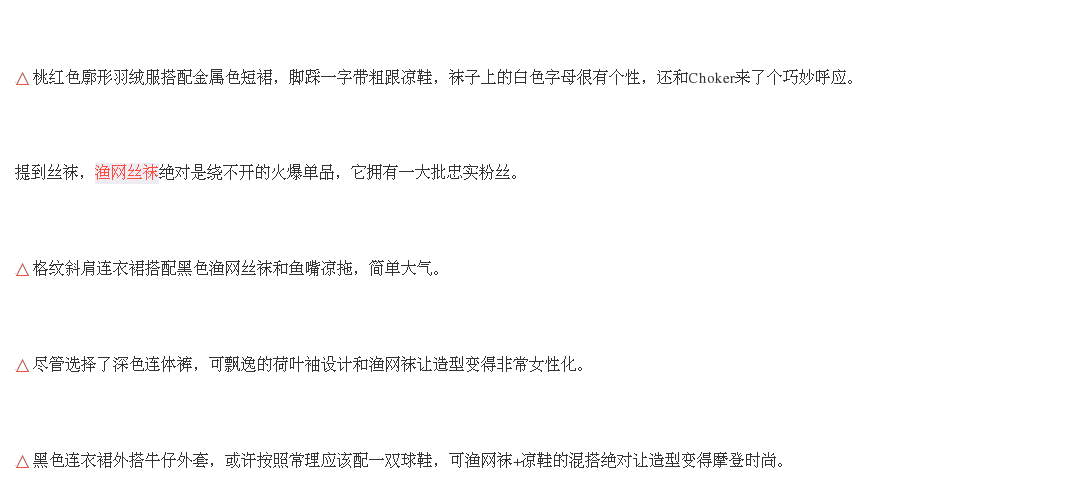 △ 桃红色廓形羽绒服搭配金属色短裙，脚踩一字带粗跟凉鞋，袜子上的白色字母很有个性，还和Choker来了个巧妙呼应。
提到丝袜，渔网丝袜绝对是绕不开的火爆单品，它拥有一大批忠实粉丝。
△ 格纹斜肩连衣裙搭配黑色渔网丝袜和鱼嘴凉拖，简单大气。
△ 尽管选择了深色连体裤，可飘逸的荷叶袖设计和渔网袜让造型变得非常女性化。
△ 黑色连衣裙外搭牛仔外套，或许按照常理应该配一双球鞋，可渔网袜+凉鞋的混搭绝对让造型变得摩登时尚。